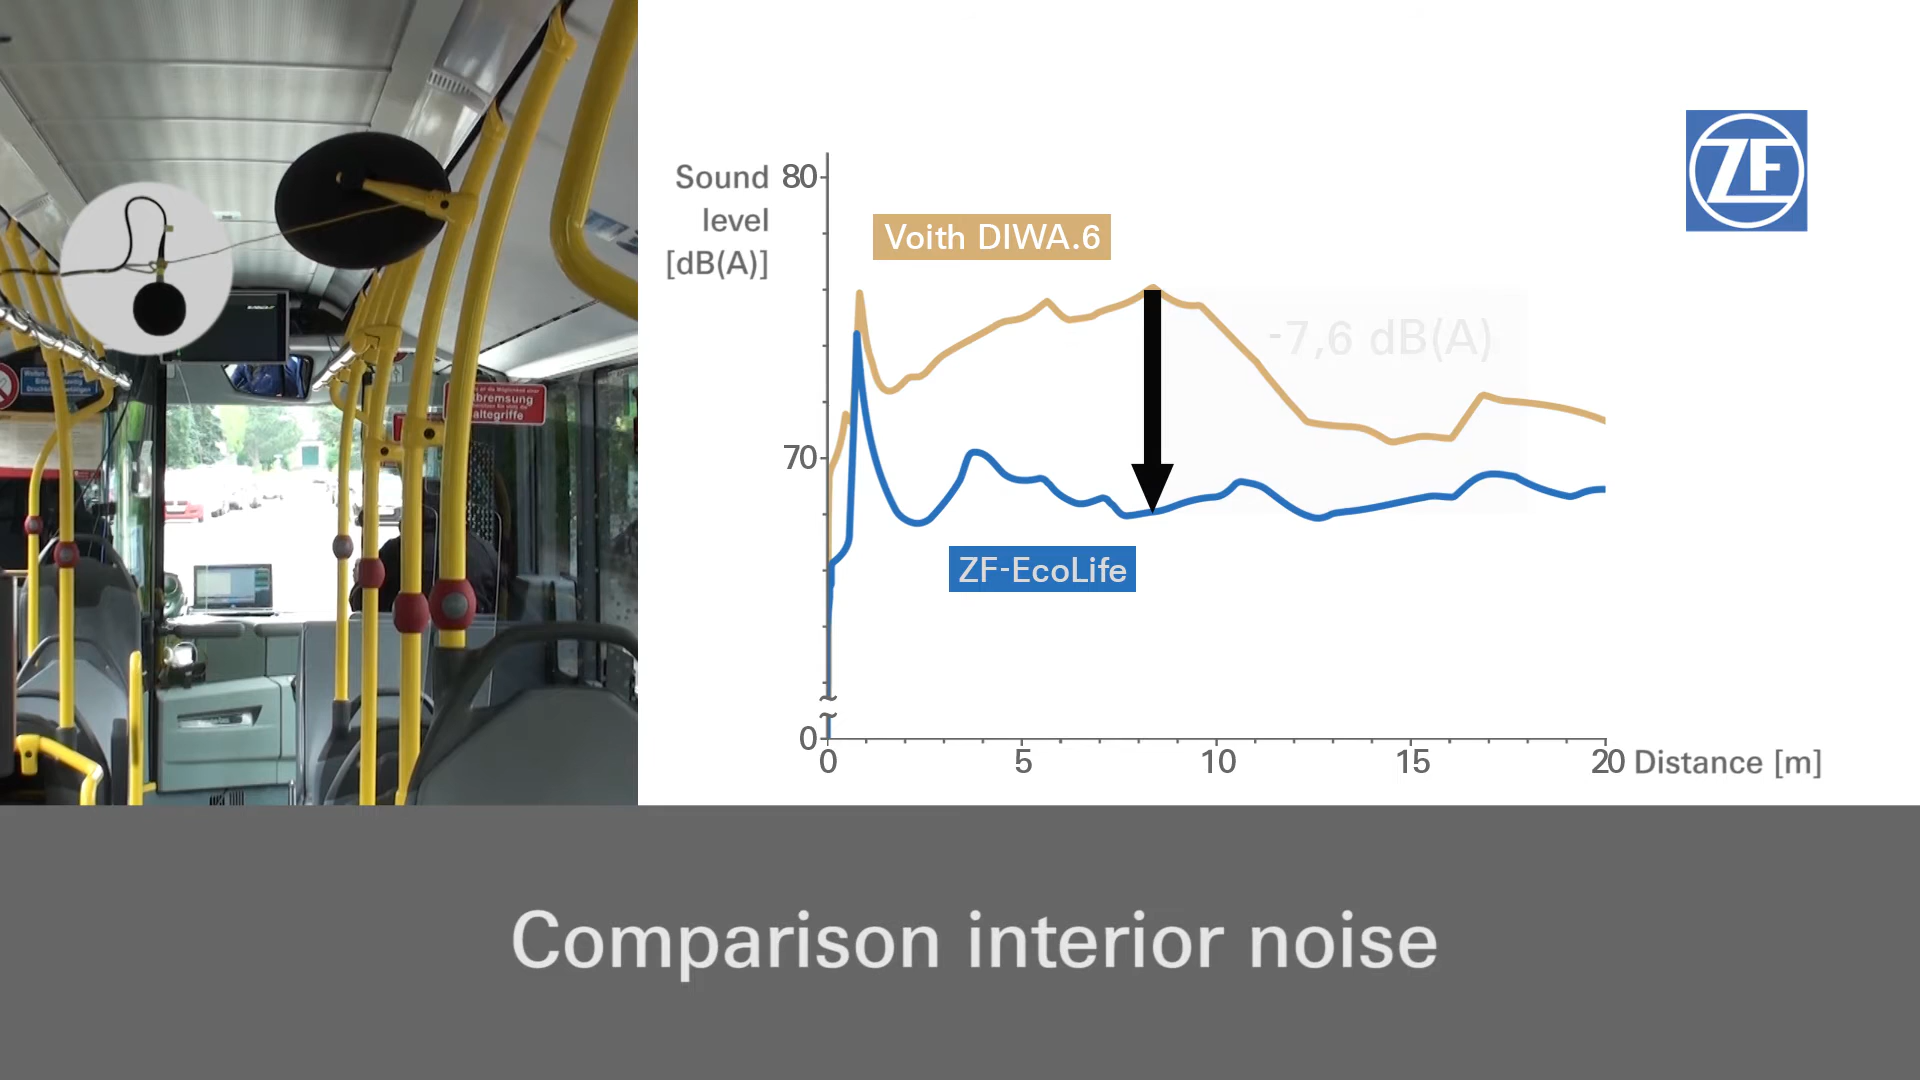 Sound
level
[dB(A)]
80
70
0
Voith DIWA.6
-7,6 dB(A)
ZF-EcoLife
0 5 10 15 20 Distance [m]
ZF
bremsung
altegriffe
Comparison interior noise